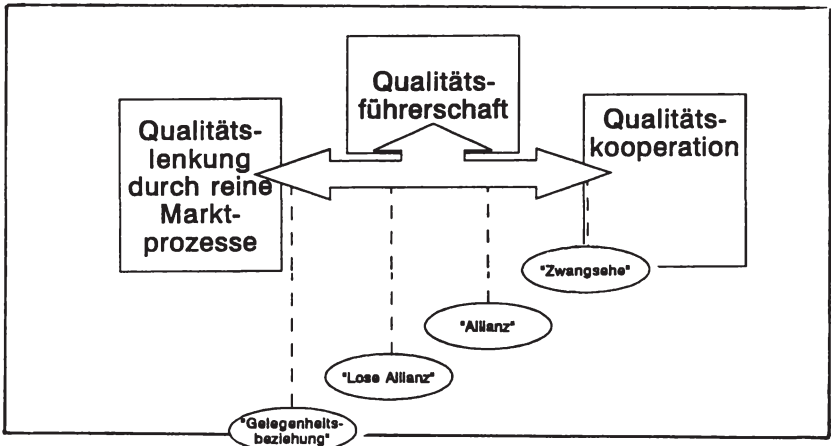 Qualitäts-
führerschaft
Qualitäts-
lenkung
durch reine
Markt-
prozesse
Qualitäts-
kooperation
"Zwangsehe"
"Allianz"
"Lose Allianz"
"Gelegenheits-
beziehung"